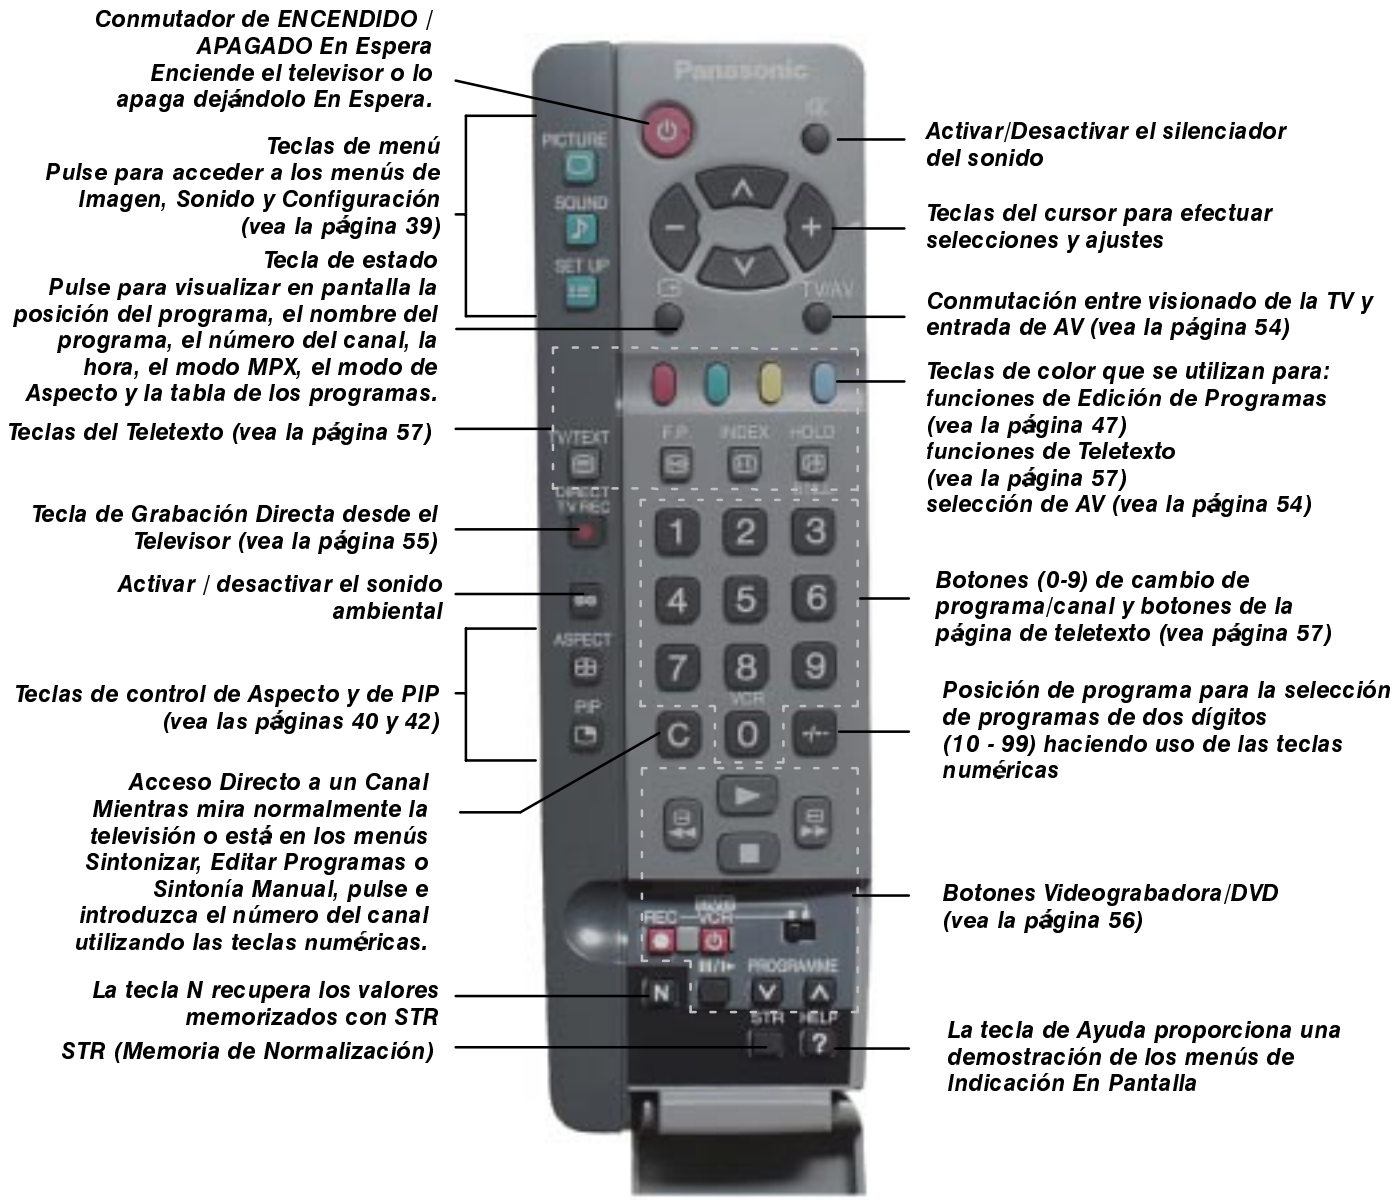 Conmutador de ENCENDIDO /
APAGADO En Espera
Enciende el televisor o lo
apaga dejándolo En Espera.
Teclas de menú
Pulse para acceder a los menús de
Imagen, Sonido y Configuración
(vea la página 39)
Tecla de estado
Pulse para visualizar en pantalla la
posición del programa, el nombre del
programa, el número del canal, la
hora, el modo MPX, el modo de
Aspecto y la tabla de los programas.
Teclas del Teletexto (vea la página 57)
Tecla de Grabación Directa desde el
Televisor (vea la página 55)
Activar / desactivar el sonido
ambiental
Teclas de control de Aspecto y de PIP
(vea las páginas 40 y 42)
Acceso Directo a un Canal
Mientras mira normalmente la
televisión o está en los menús
Sintonizar, Editar Programas o
Sintonía Manual, pulse e
introduzca el número del canal
utilizando las teclas numéricas.
La tecla N recupera los valores
memorizados con STR
STR (Memoria de Normalización)
Panasonic
PICTURE
SOUND
SET UP
TV/AV
TV/TEXT
F.P.
INDEX
HOLD
DIRECT
TV REC
1 2 3
4 5 6
ASPECT
7 8 9
VCR
PIP
C 0 -/--
REC
VCR
PROGRAMME
N
STR
HELP
?
Activar/Desactivar el silenciador
del sonido
Teclas del cursor para efectuar
selecciones y ajustes
Conmutación entre visionado de la TV y
entrada de AV (vea la página 54)
Teclas de color que se utilizan para:
funciones de Edición de Programas
(vea la página 47)
funciones de Teletexto
(vea la página 57)
selección de AV (vea la página 54)
Botones (0-9) de cambio de
programa/canal y botones de la
página de teletexto (vea página 57)
Posición de programa para la selección
de programas de dos dígitos
(10 - 99) haciendo uso de las teclas
numéricas
Botones Videograbadora/DVD
(vea la página 56)
La tecla de Ayuda proporciona una
demostración de los menús de
Indicación En Pantalla